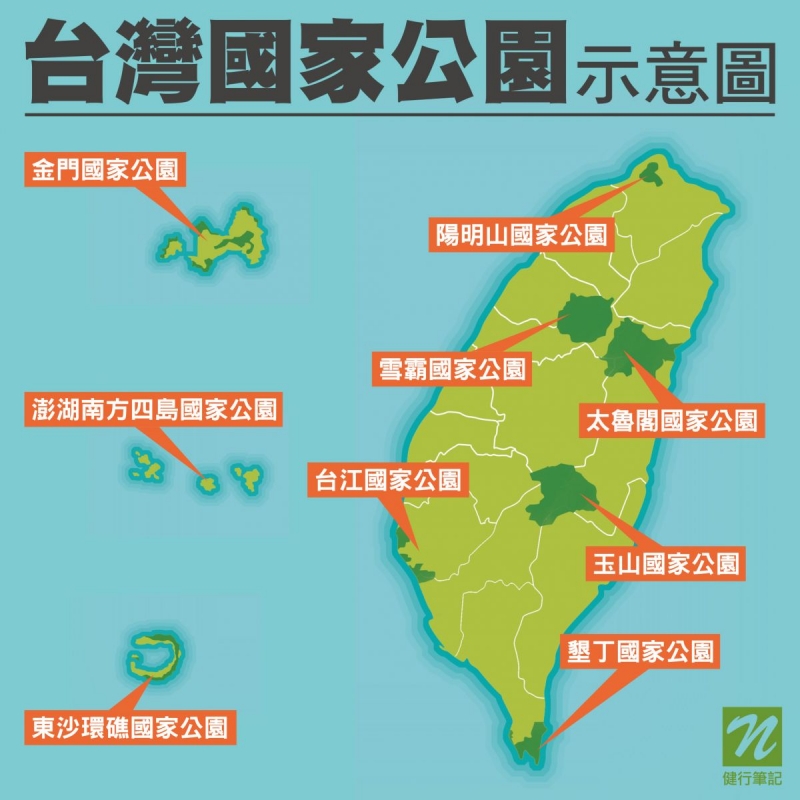 台灣國家公園示意圖
金門國家公園
陽明山國家公園
雪霸國家公園
澎湖南方四島國家公園
太魯閣國家公園
台江國家公園
玉山國家公園
墾丁國家公園
東沙環礁國家公園
n
健行筆記